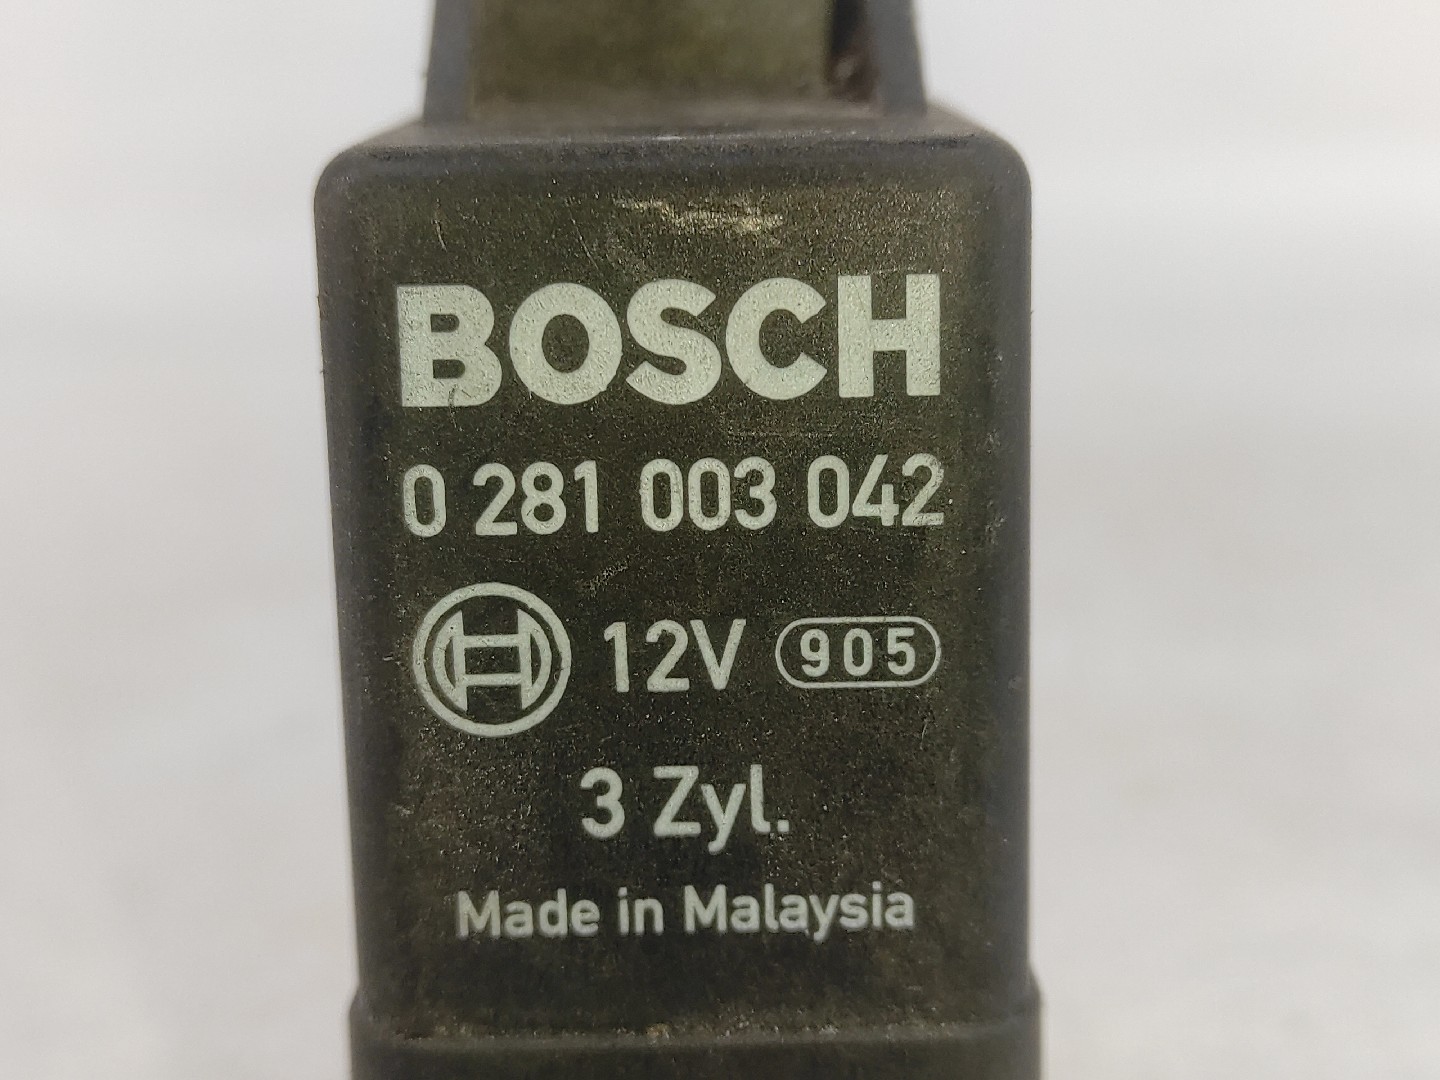 BOSCH
0 281 003 042
12V 905
3 Zyl.
Made in Malaysia